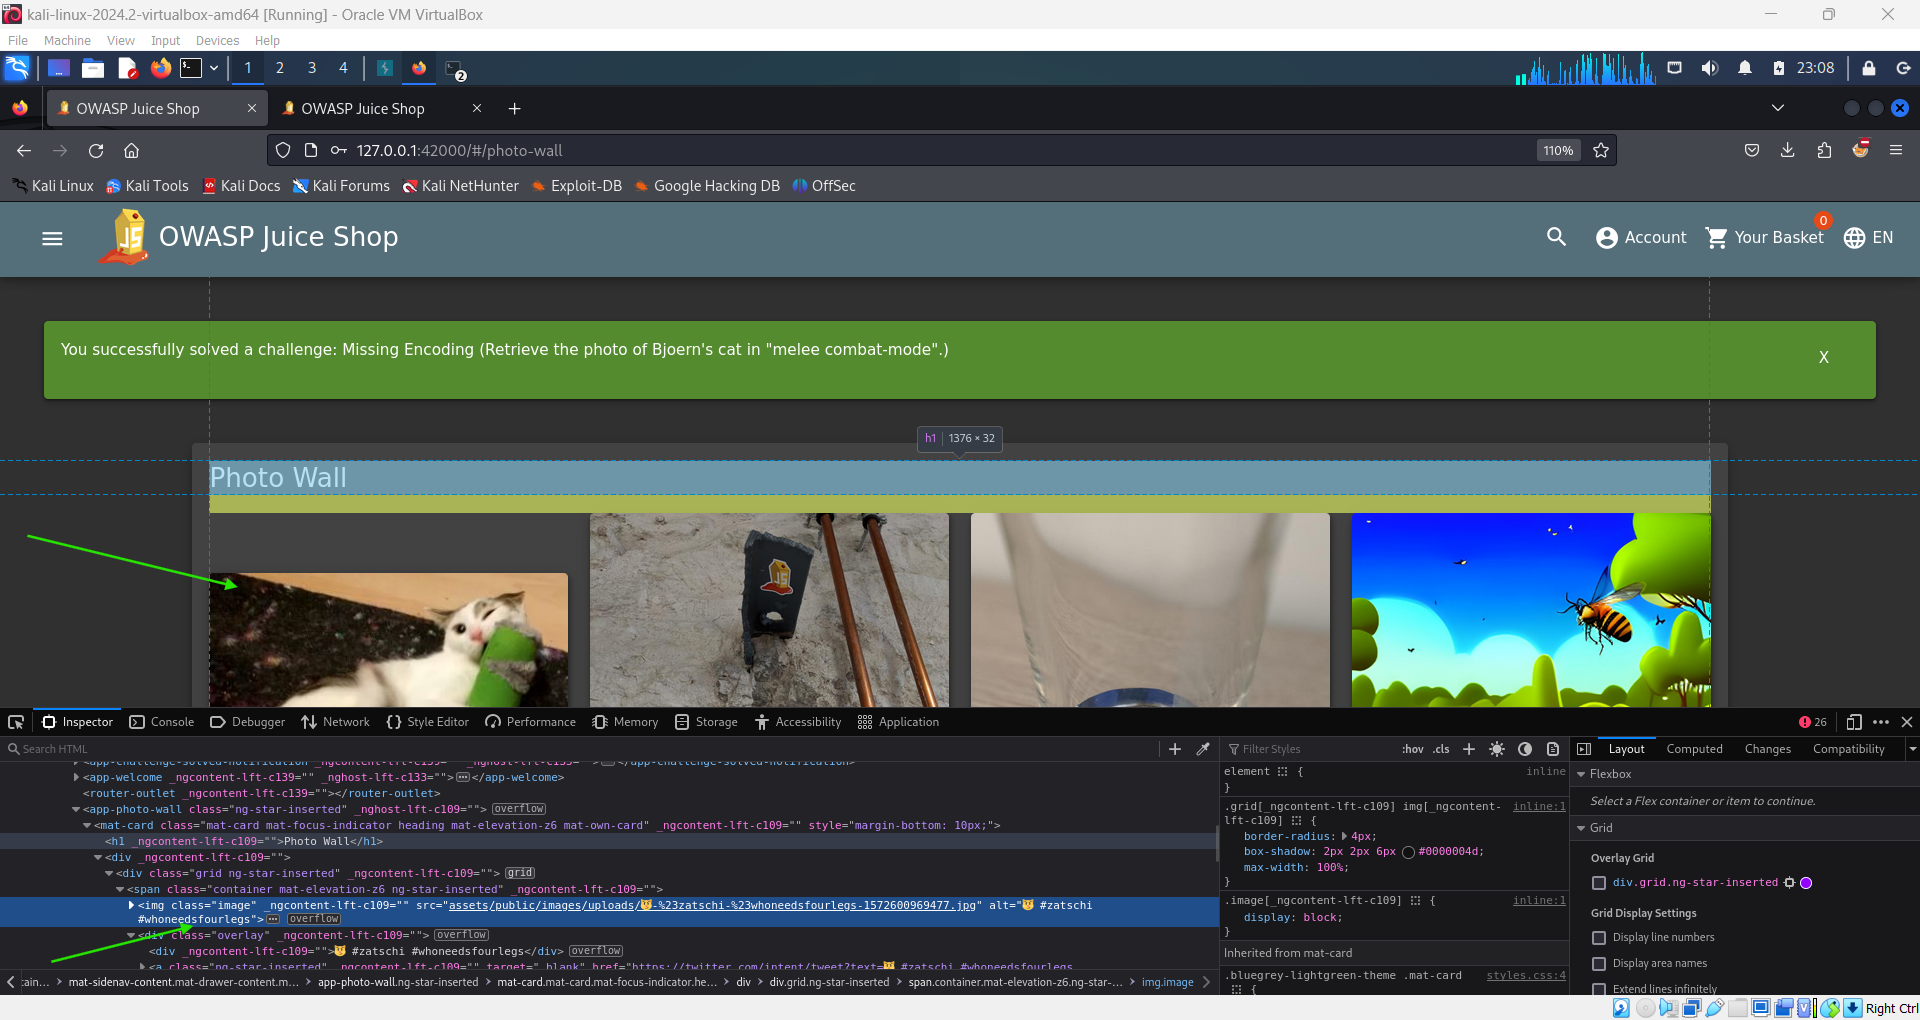 kali-linux-2024.2-virtualbox-amd64 [Running] - Oracle VM VirtualBox
File Machine View Input Devices Help
1 2 3 4 2 23:08
OWASP Juice Shop OWASP Juice Shop
127.0.0.1:42000/#/photo-wall 110%
Kali Linux Kali Tools Kali Docs Kali Forums Kali NetHunter Exploit-DB Google Hacking DB OffSec
OWASP Juice Shop Account Your Basket 0 EN
You successfully solved a challenge: Missing Encoding (Retrieve the photo of Bjoern's cat in "melee combat-mode".) X
h1 1376 × 32
Photo Wall
JS
Inspector Console Debugger Network Style Editor Performance Memory Storage Accessibility Application 26
Search HTML
<app-challenge-solved-notification _ngcontent-lft-c139="" _nghost-lft-c133=""></app-challenge-solved-notification>
<app-welcome _ngcontent-lft-c139="" _nghost-lft-c133=""></app-welcome>
<router-outlet _ngcontent-lft-c139=""></router-outlet>
<app-photo-wall class="ng-star-inserted" _nghost-lft-c109=""> overflow
<mat-card class="mat-card mat-focus-indicator heading mat-elevation-z6 mat-own-card" _ngcontent-lft-c109="" style="margin-bottom: 10px;">
<h1 _ngcontent-lft-c109="">Photo Wall</h1>
<div _ngcontent-lft-c109="">
<div class="grid ng-star-inserted" _ngcontent-lft-c109=""> grid
<span class="container mat-elevation-z6 ng-star-inserted" _ngcontent-lft-c109="">
<img class="image" _ngcontent-lft-c109="" src="assets/public/images/uploads/😼-%23zatschi-%23whoneedsfourlegs-1572600969477.jpg" alt="😼 #zatschi
#whoneedsfourlegs"> overflow
<div class="overlay" _ngcontent-lft-c109=""> overflow
<div _ngcontent-lft-c109="">😼 #zatschi #whoneedsfourlegs</div> overflow
<a class="ng-star-inserted" _ngcontent-lft-c109="" target="_blank" href="https://twitter.com/intent/tweet?text=😼 #zatschi #whoneedsfourlegs
tain… mat-sidenav-content.mat-drawer-content.m… app-photo-wall.ng-star-inserted mat-card.mat-card.mat-focus-indicator.he… div div.grid.ng-star-inserted span.container.mat-elevation-z6.ng-star-… img.image
Filter Styles :hov .cls
element { inline
}
.grid[_ngcontent-lft-c109] img[_ngcontent- inline:1
lft-c109] {
border-radius: 4px;
box-shadow: 2px 2px 6px #0000004d;
max-width: 100%;
}
.image[_ngcontent-lft-c109] { inline:1
display: block;
}
Inherited from mat-card
.bluegrey-lightgreen-theme .mat-card styles.css:4
{
Layout Computed Changes Compatibility
Flexbox
Select a Flex container or item to continue.
Grid
Overlay Grid
div.grid.ng-star-inserted
Grid Display Settings
Display line numbers
Display area names
Extend lines infinitely
Right Ctrl